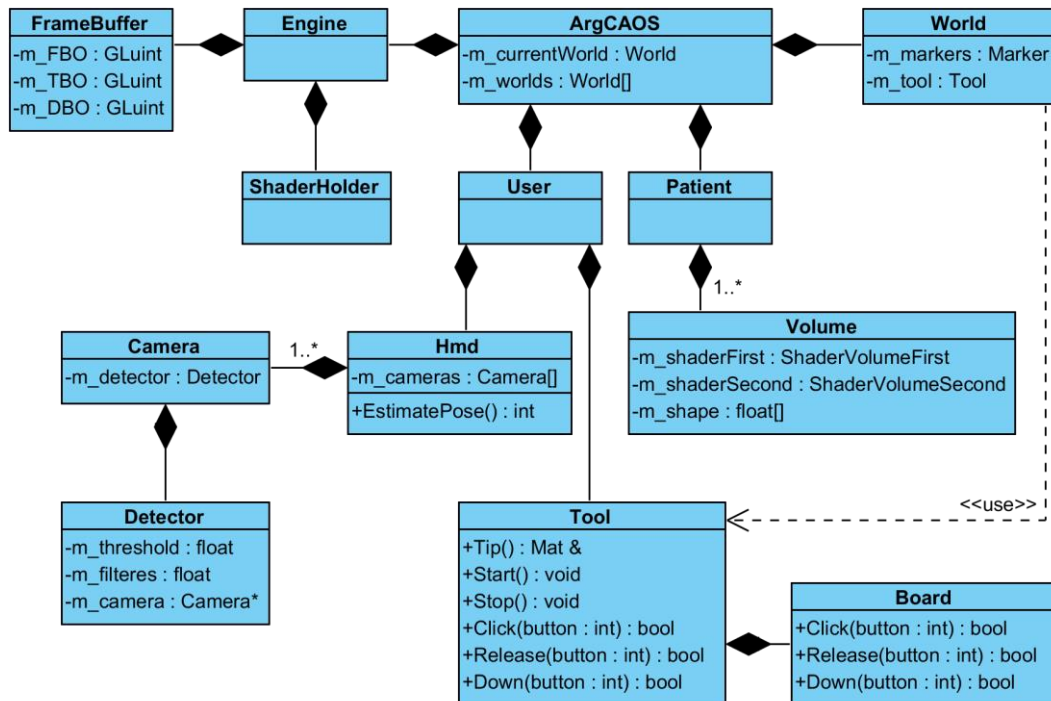 FrameBuffer
-m_FBO : GLuint
-m_TBO : GLuint
-m_DBO : GLuint
Engine
ArgCAOS
-m_currentWorld : World
-m_worlds : World[]
World
-m_markers : Marker
-m_tool : Tool
ShaderHolder
User
Patient
1..*
Camera
-m_detector : Detector
1..*
Hmd
-m_cameras : Camera[]
+EstimatePose() : int
Volume
-m_shaderFirst : ShaderVolumeFirst
-m_shaderSecond : ShaderVolumeSecond
-m_shape : float[]
<<use>>
Detector
-m_threshold : float
-m_filteres : float
-m_camera : Camera*
Tool
+Tip() : Mat &
+Start() : void
+Stop() : void
+Click(button : int) : bool
+Release(button : int) : bool
+Down(button : int) : bool
Board
+Click(button : int) : bool
+Release(button : int) : bool
+Down(button : int) : bool